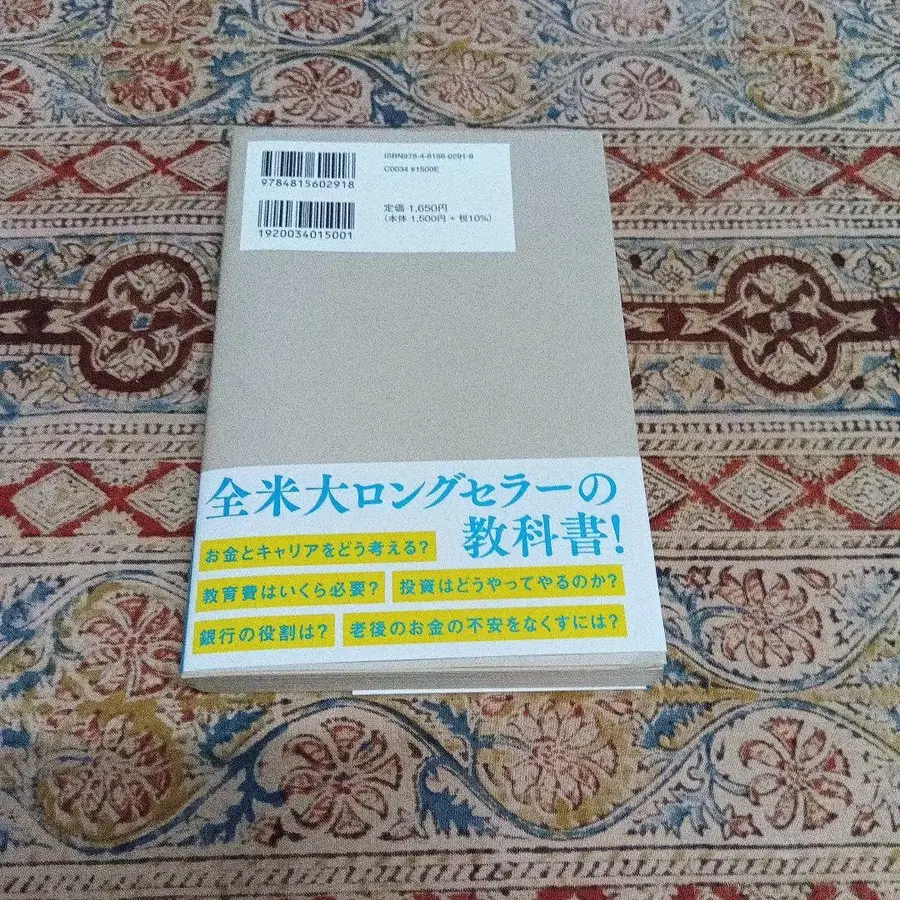 ISBN978-4-8156-0291-8
C0034 ¥1500E
9784815602918
定価 1,650円
(本体 1,500円 + 税10%)
1920034015001
全米大ロングセラーの
教科書!
お金とキャリアをどう考える?
教育費はいくら必要?
投資はどうやってやるのか?
銀行の役割は?
老後のお金の不安をなくすには?